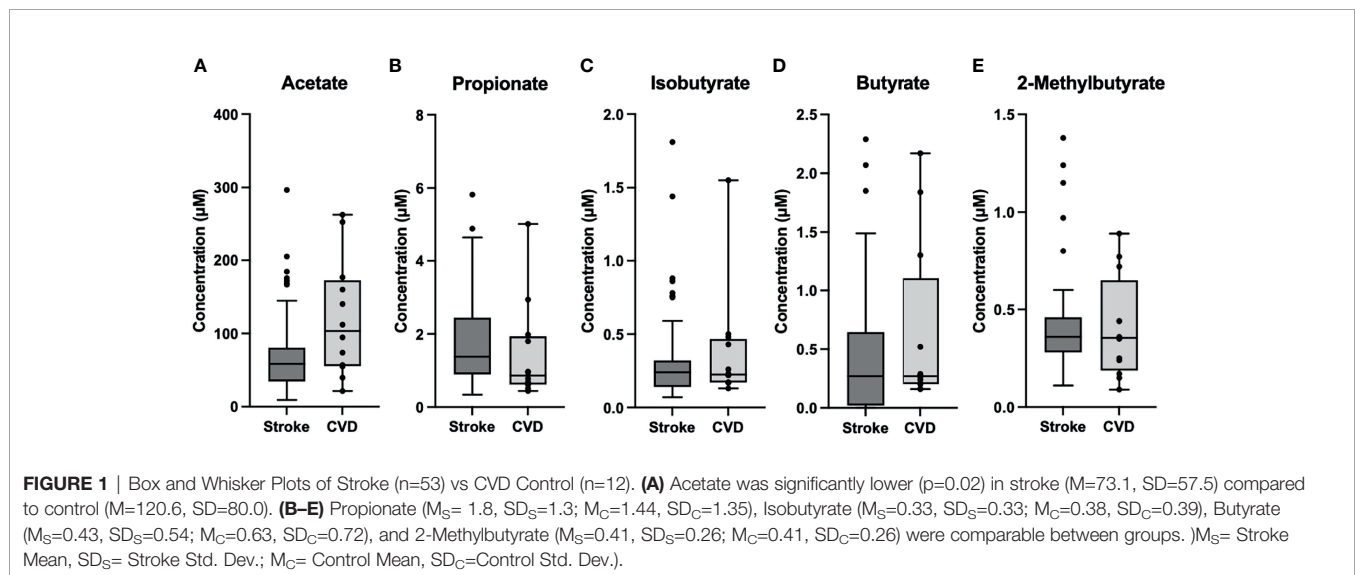 A
B
C
D
E
Acetate
Propionate
Isobutyrate
Butyrate
2-Methylbutyrate
Concentration (µM)
400
300
200
100
0
Stroke CVD
Concentration (µM)
8
6
4
2
0
Stroke CVD
Concentration (µM)
2.0
1.5
1.0
0.5
0.0
Stroke CVD
Concentration (µM)
2.5
2.0
1.5
1.0
0.5
0.0
Stroke CVD
Concentration (µM)
1.5
1.0
0.5
0.0
Stroke CVD
FIGURE 1 | Box and Whisker Plots of Stroke (n=53) vs CVD Control (n=12). (A) Acetate was significantly lower (p=0.02) in stroke (M=73.1, SD=57.5) compared
to control (M=120.6, SD=80.0). (B–E) Propionate (MS= 1.8, SDS=1.3; MC=1.44, SDC=1.35), Isobutyrate (MS=0.33, SDS=0.33; MC=0.38, SDC=0.39), Butyrate
(MS=0.43, SDS=0.54; MC=0.63, SDC=0.72), and 2-Methylbutyrate (MS=0.41, SDS=0.26; MC=0.41, SDC=0.26) were comparable between groups. )MS= Stroke
Mean, SDS= Stroke Std. Dev.; MC= Control Mean, SDC=Control Std. Dev.).